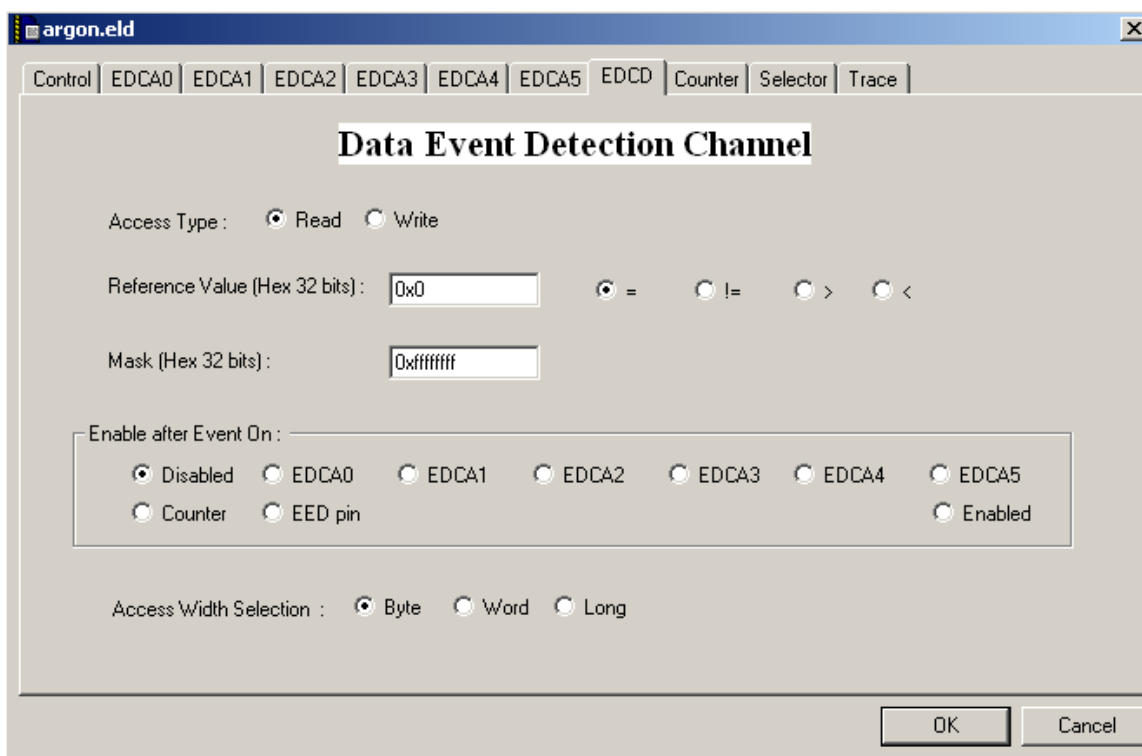 argon.eld
Control EDCA0 EDCA1 EDCA2 EDCA3 EDCA4 EDCA5 EDCD Counter Selector Trace
Data Event Detection Channel
Access Type : Read Write
Reference Value (Hex 32 bits) : 0x0 = != > <
Mask (Hex 32 bits) : 0xffffffff
Enable after Event On :
Disabled EDCA0 EDCA1 EDCA2 EDCA3 EDCA4 EDCA5
Counter EED pin Enabled
Access Width Selection : Byte Word Long
OK Cancel